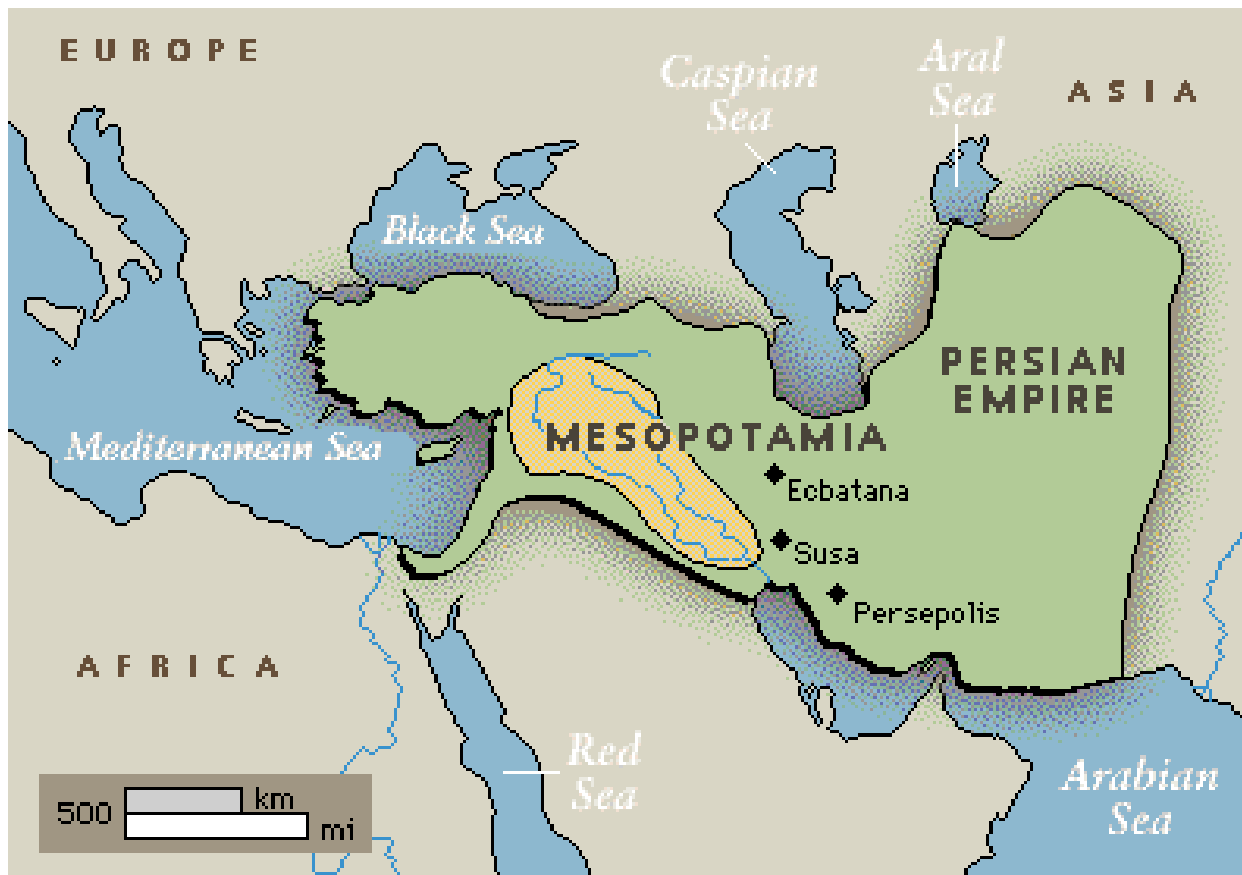 EUROPE
Caspian
Sea
Aral
Sea
ASIA
Black Sea
PERSIAN
EMPIRE
MESOPOTAMIA
Mediterranean Sea
Ecbatana
Susa
Persepolis
AFRICA
Red
Sea
Arabian
Sea
500 km
mi